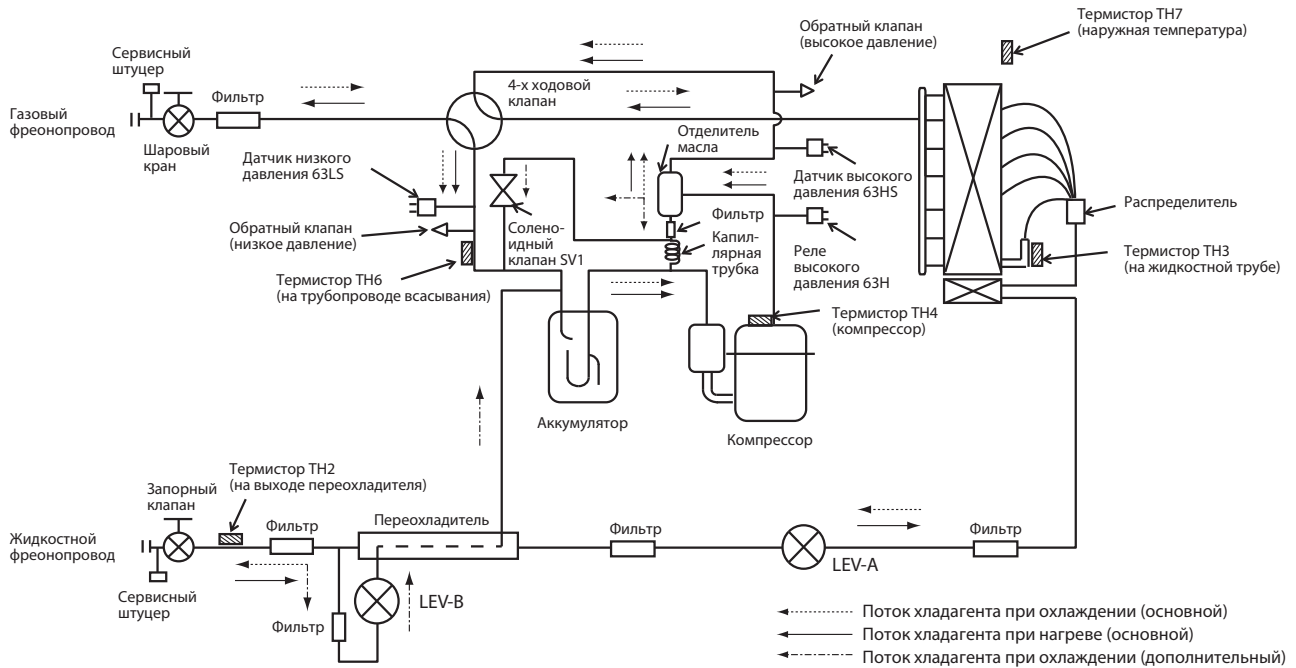 Термистор TH7
(наружная температура)
Обратный клапан
(высокое давление)
Сервисный
штуцер
4-х ходовой
клапан
Фильтр
Газовый
фреонопровод
Шаровый
кран
Отделитель
масла
Датчик низкого
давления 63LS
Датчик высокого
давления 63HS
Обратный клапан
(низкое давление)
Соленo-
идный
клапан SV1
Фильтр
Капил-
лярная
трубка
Реле
высокого
давления 63H
Распределитель
Термистор TH3
(на жидкостной трубе)
Термистор TH6
(на трубопроводе всасывания)
Термистор TH4
(компрессор)
Аккумулятор
Компрессор
Термистор TH2
(на выходе переохладителя)
Запорный
клапан
Фильтр
Переохладитель
Фильтр
Фильтр
Жидкостной
фреонопровод
LEV-A
Сервисный
штуцер
LEV-B
Фильтр
Поток хладагента при охлаждении (основной)
Поток хладагента при нагреве (основной)
Поток хладагента при охлаждении (дополнительный)